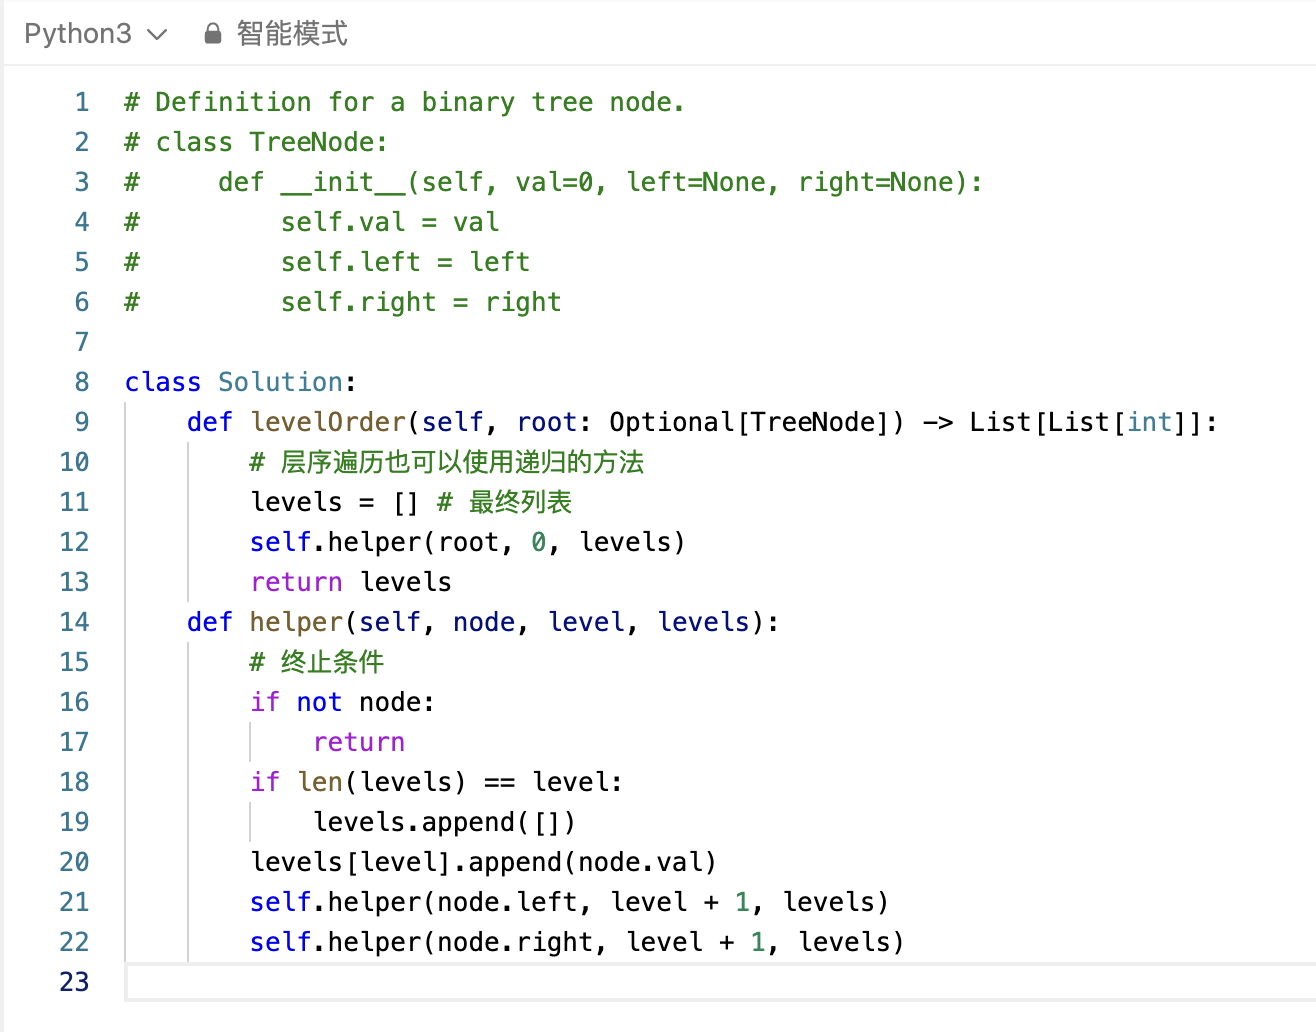 Python3 智能模式
1 # Definition for a binary tree node.
2 # class TreeNode:
3 #     def __init__(self, val=0, left=None, right=None):
4 #         self.val = val
5 #         self.left = left
6 #         self.right = right
7
8 class Solution:
9     def levelOrder(self, root: Optional[TreeNode]) -> List[List[int]]:
10         # 层序遍历也可以使用递归的方法
11         levels = [] # 最终列表
12         self.helper(root, 0, levels)
13         return levels
14     def helper(self, node, level, levels):
15         # 终止条件
16         if not node:
17             return
18         if len(levels) == level:
19             levels.append([])
20         levels[level].append(node.val)
21         self.helper(node.left, level + 1, levels)
22         self.helper(node.right, level + 1, levels)
23